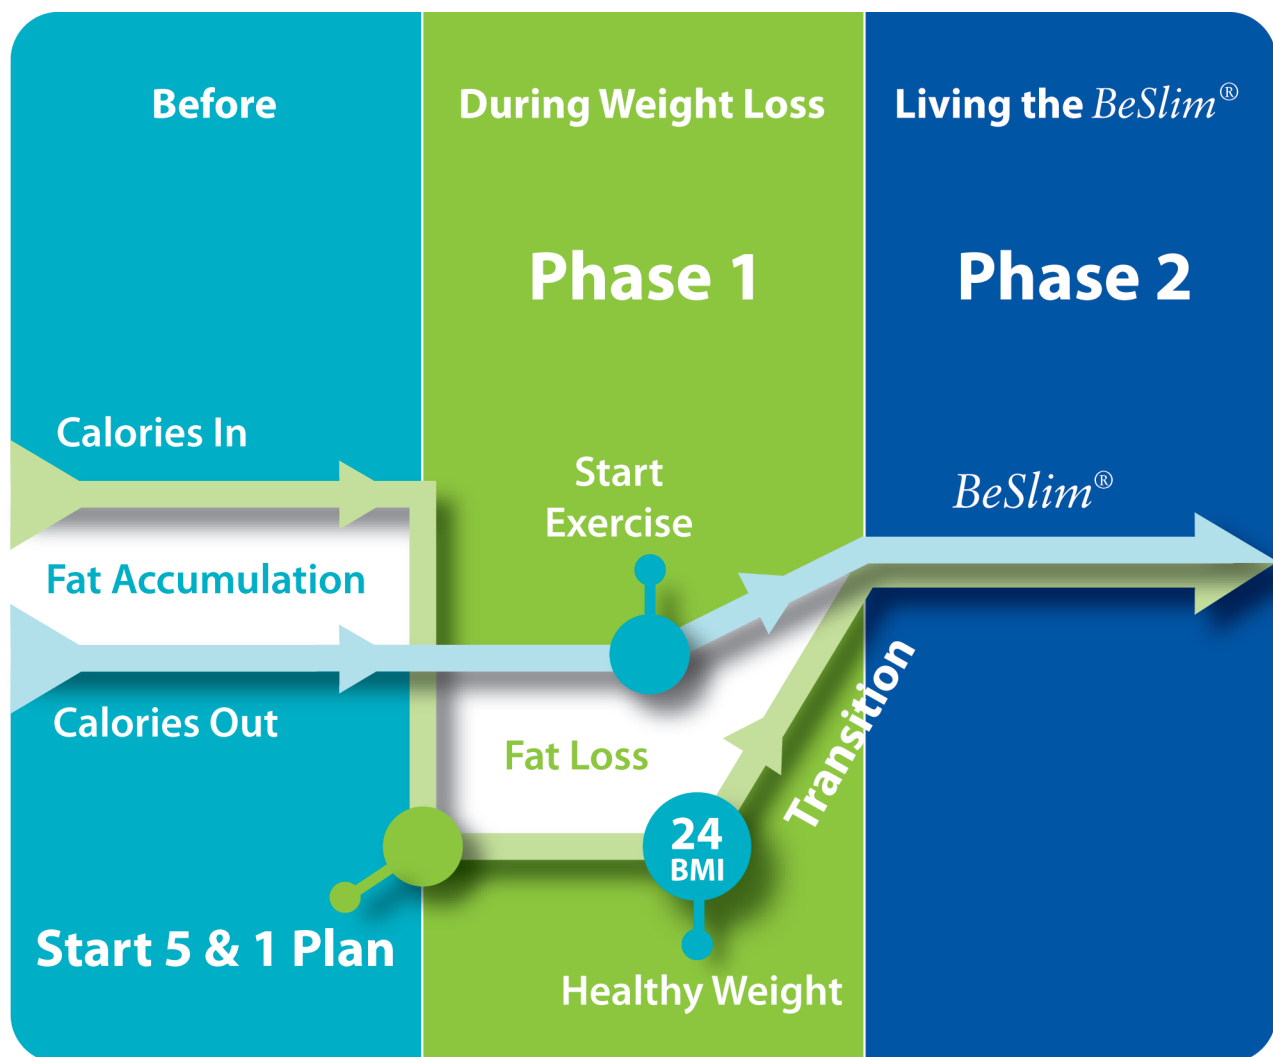 Before
During Weight Loss
Living the BeSlim®
Phase 1
Phase 2
Calories In
Start
Exercise
BeSlim®
Fat Accumulation
Calories Out
Fat Loss
Transition
24
BMI
Start 5 & 1 Plan
Healthy Weight